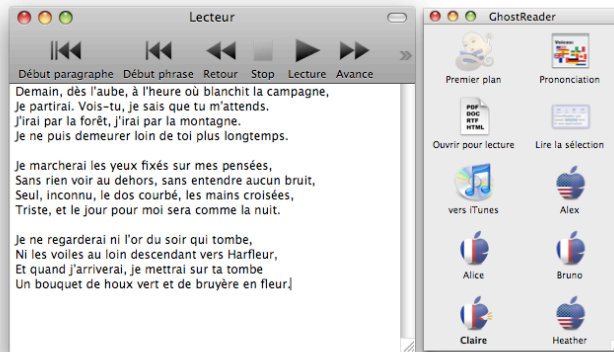 Lecteur
Début paragraphe Début phrase Retour Stop Lecture Avance
Demain, dès l'aube, à l'heure où blanchit la campagne,
Je partirai. Vois-tu, je sais que tu m'attends.
J'irai par la forêt, j'irai par la montagne.
Je ne puis demeurer loin de toi plus longtemps.
Je marcherai les yeux fixés sur mes pensées,
Sans rien voir au dehors, sans entendre aucun bruit,
Seul, inconnu, le dos courbé, les mains croisées,
Triste, et le jour pour moi sera comme la nuit.
Je ne regarderai ni l'or du soir qui tombe,
Ni les voiles au loin descendant vers Harfleur,
Et quand j'arriverai, je mettrai sur ta tombe
Un bouquet de houx vert et de bruyère en fleur.
GhostReader
Voices:
Premier plan Prononciation
PDF
DOC
RTF
HTML
Ouvrir pour lecture Lire la sélection
vers iTunes Alex
Alice Bruno
Claire Heather